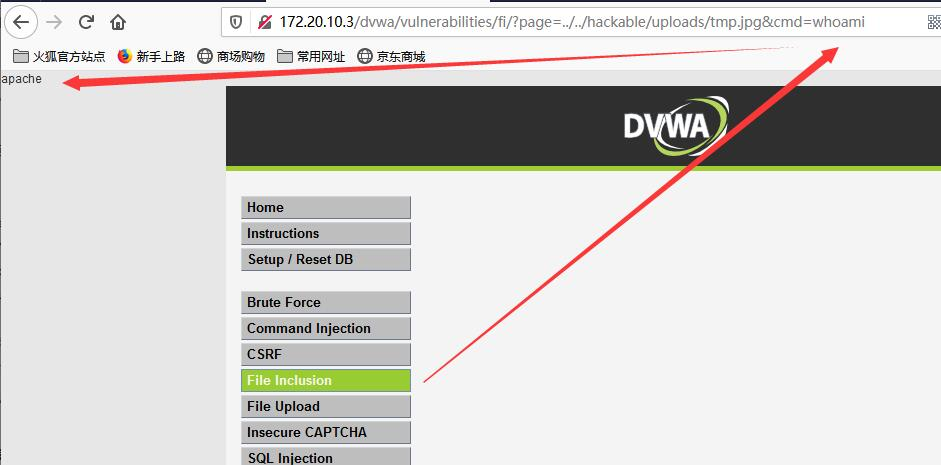 172.20.10.3/dvwa/vulnerabilities/fi/?page=../../hackable/uploads/tmp.jpg&cmd=whoami
火狐官方站点 新手上路 商场购物 常用网址 京东商城
apache
DVWA
Home
Instructions
Setup / Reset DB
Brute Force
Command Injection
CSRF
File Inclusion
File Upload
Insecure CAPTCHA
SQL Injection